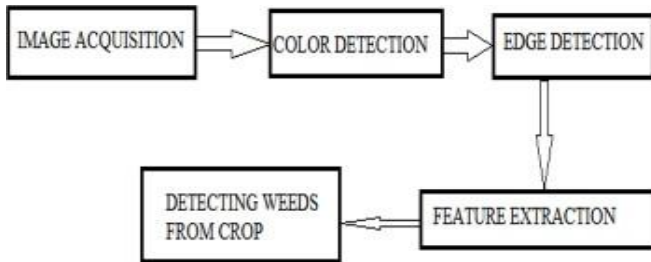 IMAGE ACQUISITION
COLOR DETECTION
EDGE DETECTION
FEATURE EXTRACTION
DETECTING WEEDS
FROM CROP